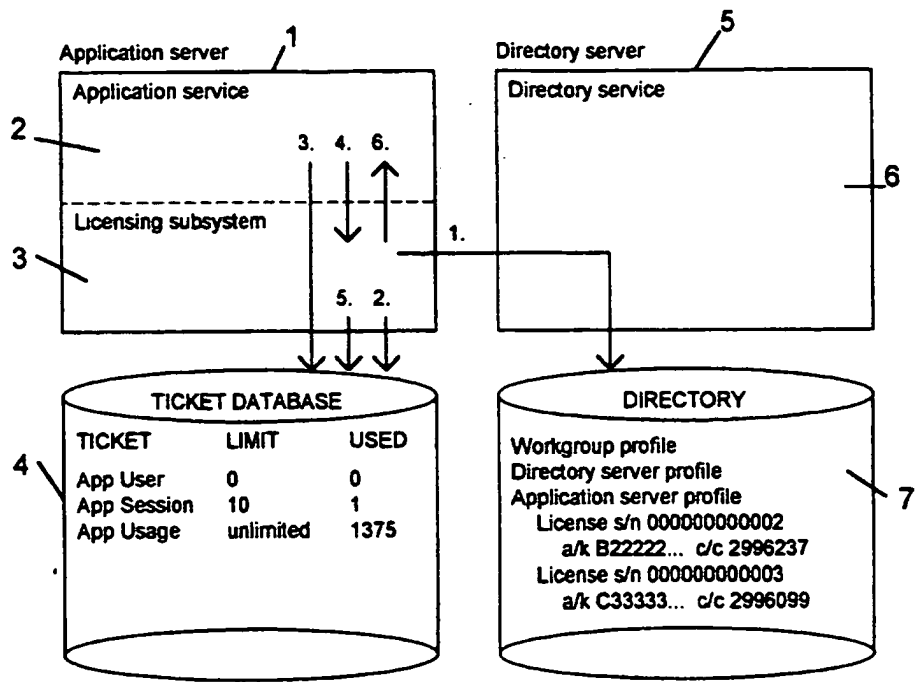 1
5
Application server
Directory server
Application service
Directory service
2
3. 4. 6.
6
Licensing subsystem
1.
3
5. 2.
TICKET DATABASE
TICKET LIMIT USED
App User 0 0
App Session 10 1
App Usage unlimited 1375
4
DIRECTORY
Workgroup profile
Directory server profile
Application server profile
License s/n 000000000002
a/k B22222... c/c 2996237
License s/n 000000000003
a/k C33333... c/c 2996099
7